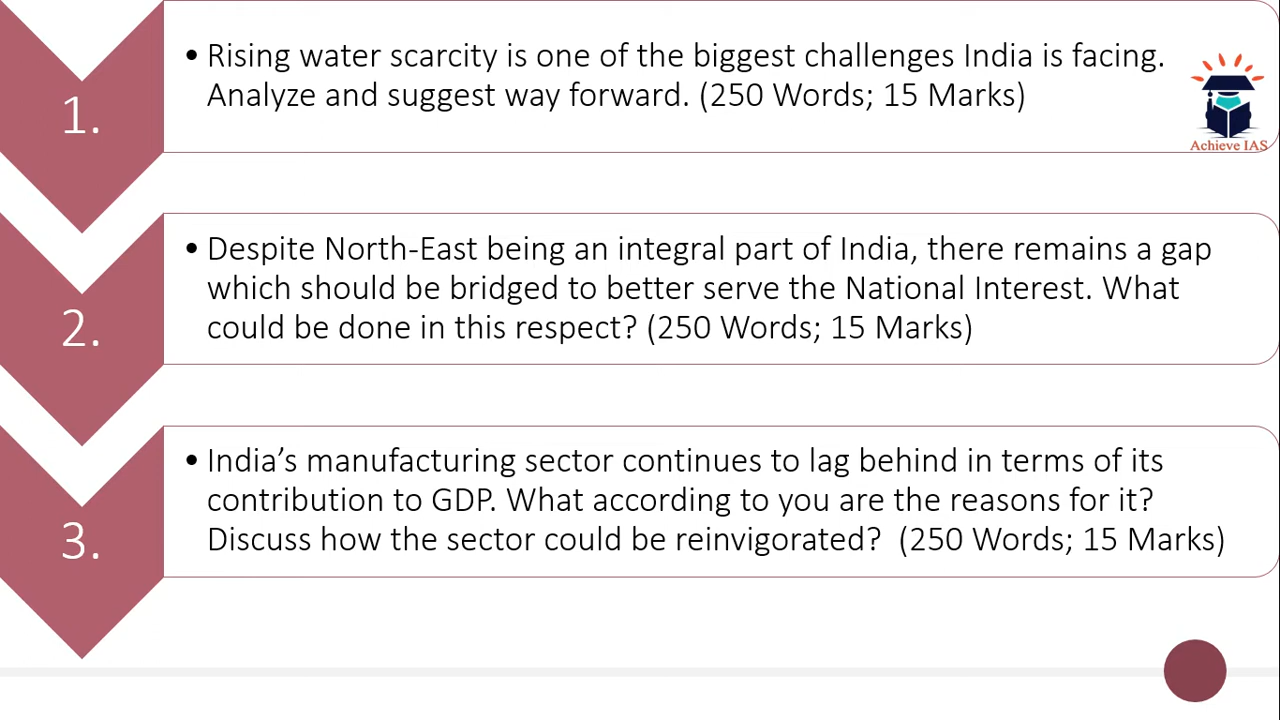 1.
• Rising water scarcity is one of the biggest challenges India is facing.
Analyze and suggest way forward. (250 Words; 15 Marks)
Achieve IAS
2.
• Despite North-East being an integral part of India, there remains a gap
which should be bridged to better serve the National Interest. What
could be done in this respect? (250 Words; 15 Marks)
3.
• India’s manufacturing sector continues to lag behind in terms of its
contribution to GDP. What according to you are the reasons for it?
Discuss how the sector could be reinvigorated? (250 Words; 15 Marks)